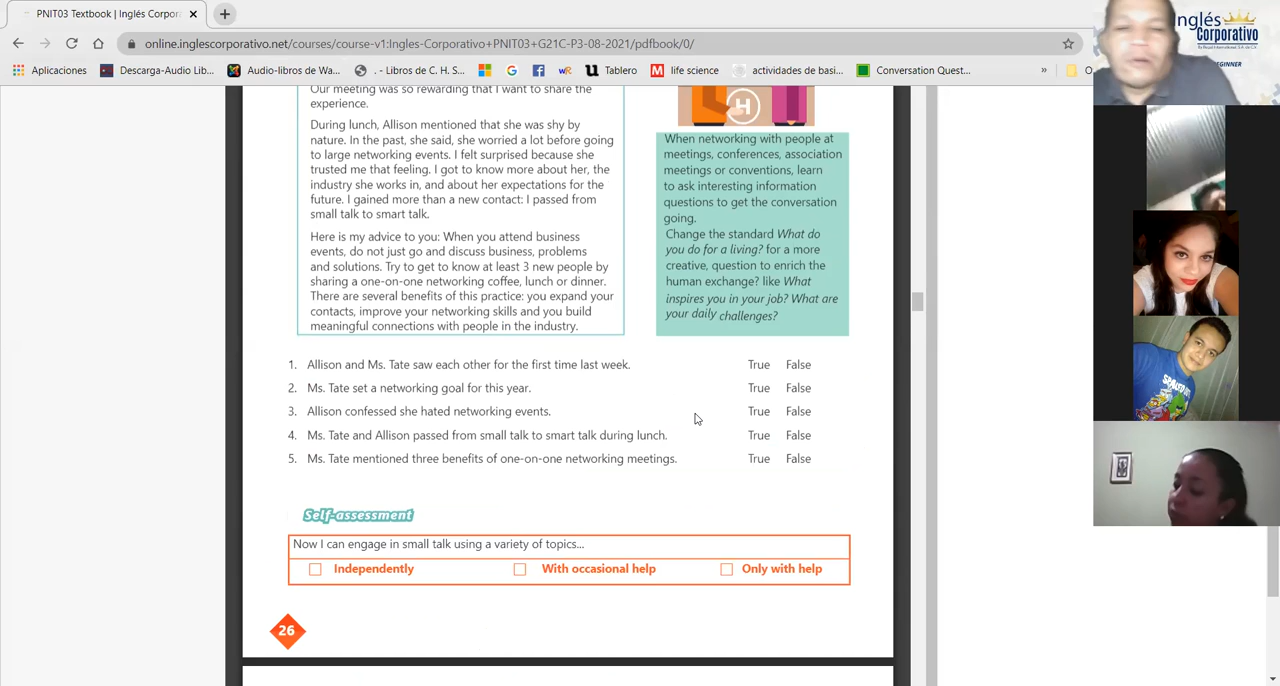 PNIT03 Textbook | Inglés Corpor
online.inglescorporativo.net/courses/course-v1:Ingles-Corporativo+PNIT03+G21C-P3-08-2021/pdfbook/0/
Aplicaciones
Descarga Audio Lib...
Audio-libros de Wa...
. - Libros de C. H. S...
wR
Tablero
life science
actividades de basi...
Conversation Quest...
»
Inglés
Corporativo
Our meeting was so rewarding that I want to share the
experience.
During lunch, Allison mentioned that she was shy by
nature. In the past, she said, she worried a lot before going
to large networking events. I felt surprised because she
trusted me that feeling. I got to know more about her, the
industry she works in, and about her expectations for the
future. I gained more than a new contact: I passed from
small talk to smart talk.
Here is my advice to you: When you attend business
events, do not just go and discuss business, problems
and solutions. Try to get to know at least 3 new people by
sharing a one-on-one networking coffee, lunch or dinner.
There are several benefits of this practice: you expand your
contacts, improve your networking skills and you build
meaningful connections with people in the industry.
H
When networking with people at
meetings, conferences, association
meetings or conventions, learn
to ask interesting information
questions to get the conversation
going.
Change the standard What do
you do for a living? for a more
creative, question to enrich the
human exchange? like What
inspires you in your job? What are
your daily challenges?
1. Allison and Ms. Tate saw each other for the first time last week. True False
2. Ms. Tate set a networking goal for this year. True False
3. Allison confessed she hated networking events. True False
4. Ms. Tate and Allison passed from small talk to smart talk during lunch. True False
5. Ms. Tate mentioned three benefits of one-on-one networking meetings. True False
Self-assessment
Now I can engage in small talk using a variety of topics...
Independently With occasional help Only with help
26